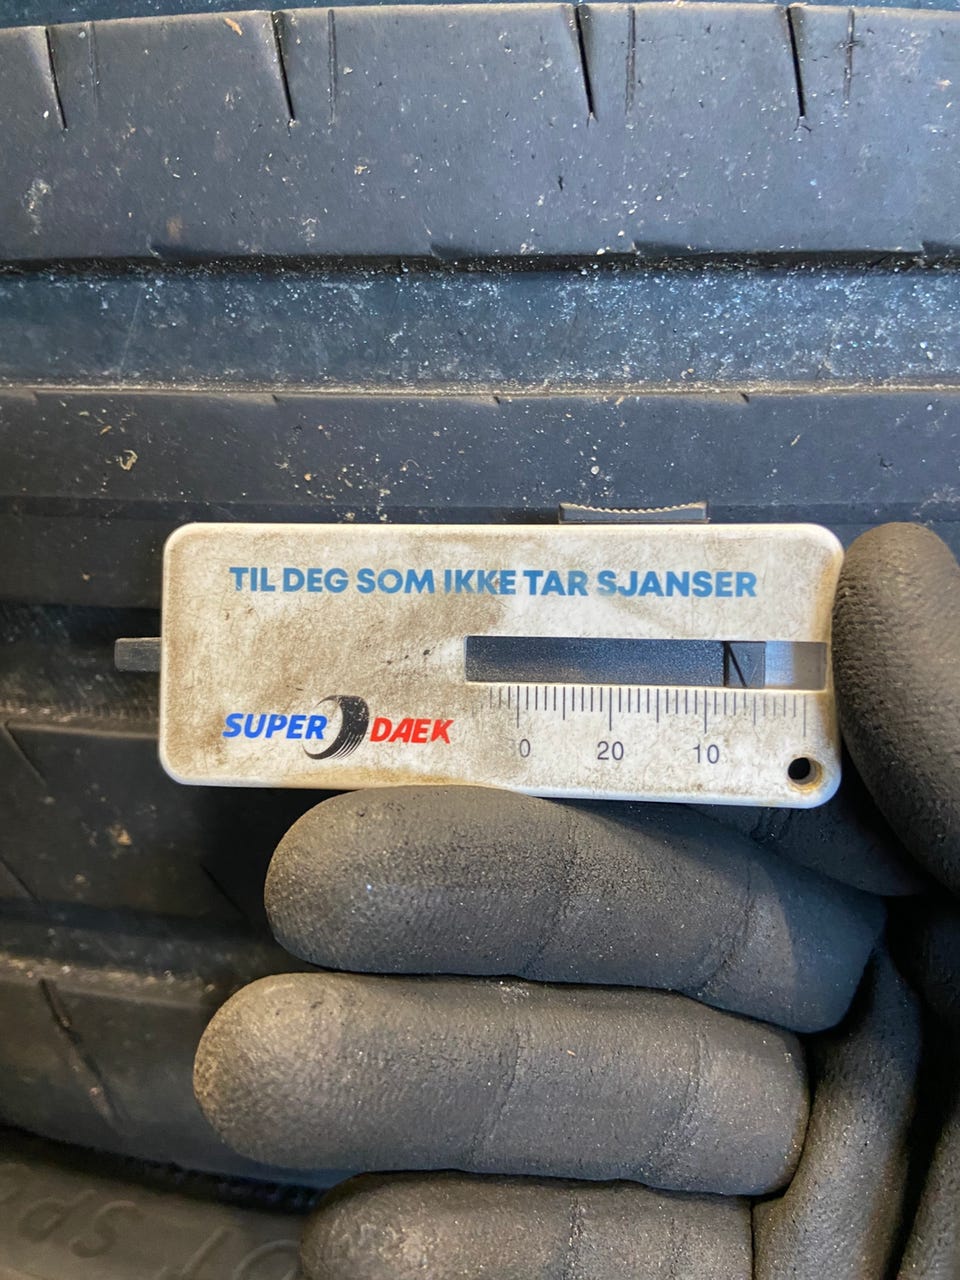 TIL DEG SOM IKKE TAR SJANSER
SUPER DAEK
0 20 10